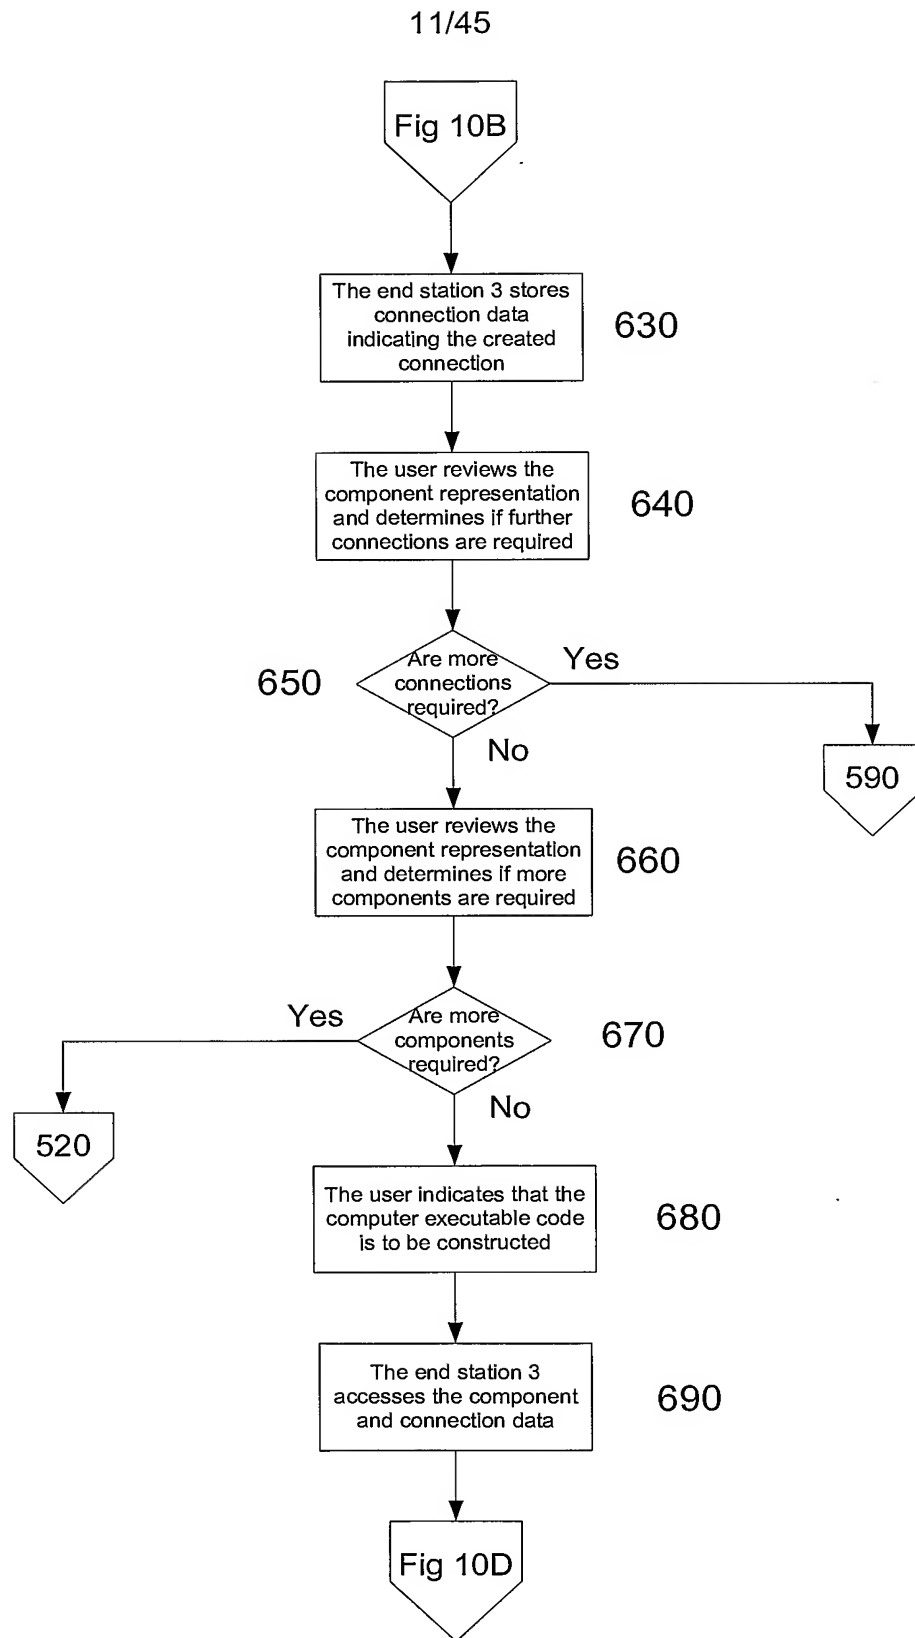 11/45
Fig 10B
The end station 3 stores
connection data
indicating the created
connection
630
The user reviews the
component representation
and determines if further
connections are required
640
Are more
connections
required?
650
Yes
No
590
The user reviews the
component representation
and determines if more
components are required
660
Are more
components
required?
670
Yes
No
520
The user indicates that the
computer executable code
is to be constructed
680
The end station 3
accesses the component
and connection data
690
Fig 10D